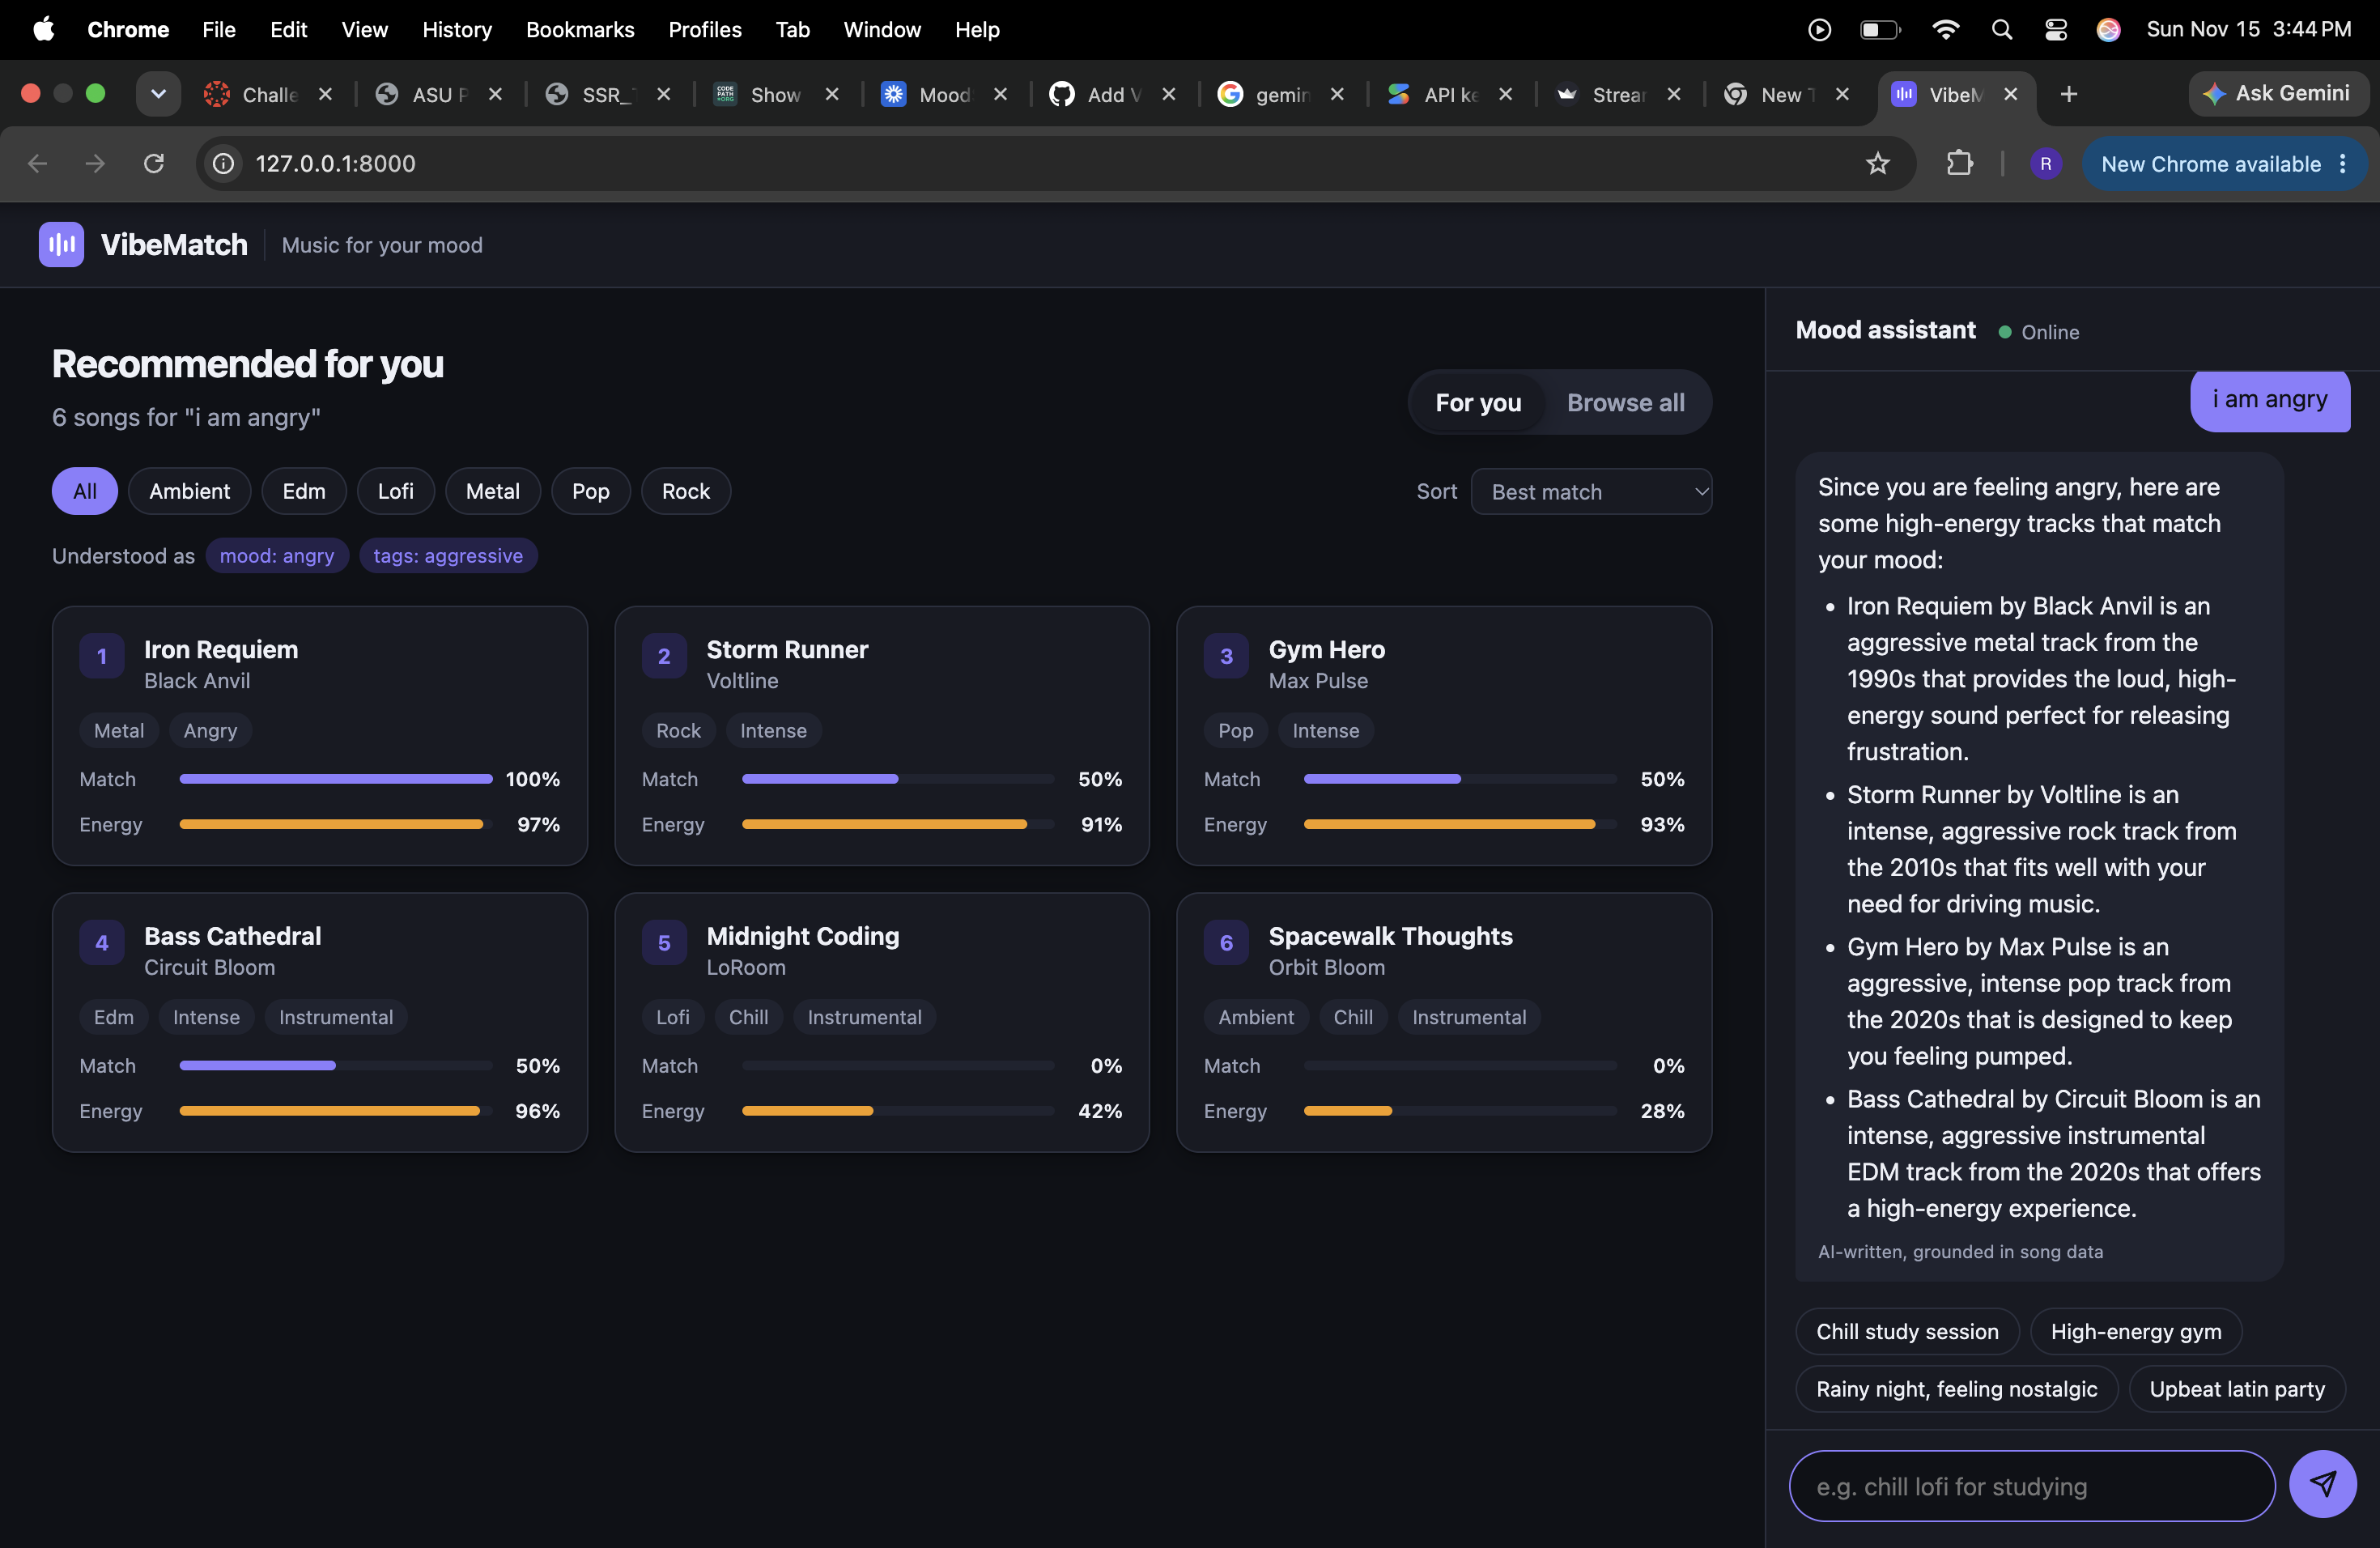 Chrome File Edit View History Bookmarks Profiles Tab Window Help Sun Nov 15 3:44 PM
Challe ASU P SSR_ Show Mood Add V gemin API ke Strear New T VibeM Ask Gemini
127.0.0.1:8000 R New Chrome available
VibeMatch Music for your mood
Recommended for you
6 songs for "i am angry"
For you Browse all
All Ambient Edm Lofi Metal Pop Rock
Sort Best match
Understood as mood: angry tags: aggressive
1 Iron Requiem
Black Anvil
Metal Angry
Match 100%
Energy 97%
2 Storm Runner
Voltline
Rock Intense
Match 50%
Energy 91%
3 Gym Hero
Max Pulse
Pop Intense
Match 50%
Energy 93%
4 Bass Cathedral
Circuit Bloom
Edm Intense Instrumental
Match 50%
Energy 96%
5 Midnight Coding
LoRoom
Lofi Chill Instrumental
Match 0%
Energy 42%
6 Spacewalk Thoughts
Orbit Bloom
Ambient Chill Instrumental
Match 0%
Energy 28%
Mood assistant Online
i am angry
Since you are feeling angry, here are
some high-energy tracks that match
your mood:
• Iron Requiem by Black Anvil is an
aggressive metal track from the
1990s that provides the loud, high-
energy sound perfect for releasing
frustration.
• Storm Runner by Voltline is an
intense, aggressive rock track from
the 2010s that fits well with your
need for driving music.
• Gym Hero by Max Pulse is an
aggressive, intense pop track from
the 2020s that is designed to keep
you feeling pumped.
• Bass Cathedral by Circuit Bloom is an
intense, aggressive instrumental
EDM track from the 2020s that offers
a high-energy experience.
AI-written, grounded in song data
Chill study session High-energy gym
Rainy night, feeling nostalgic Upbeat latin party
e.g. chill lofi for studying